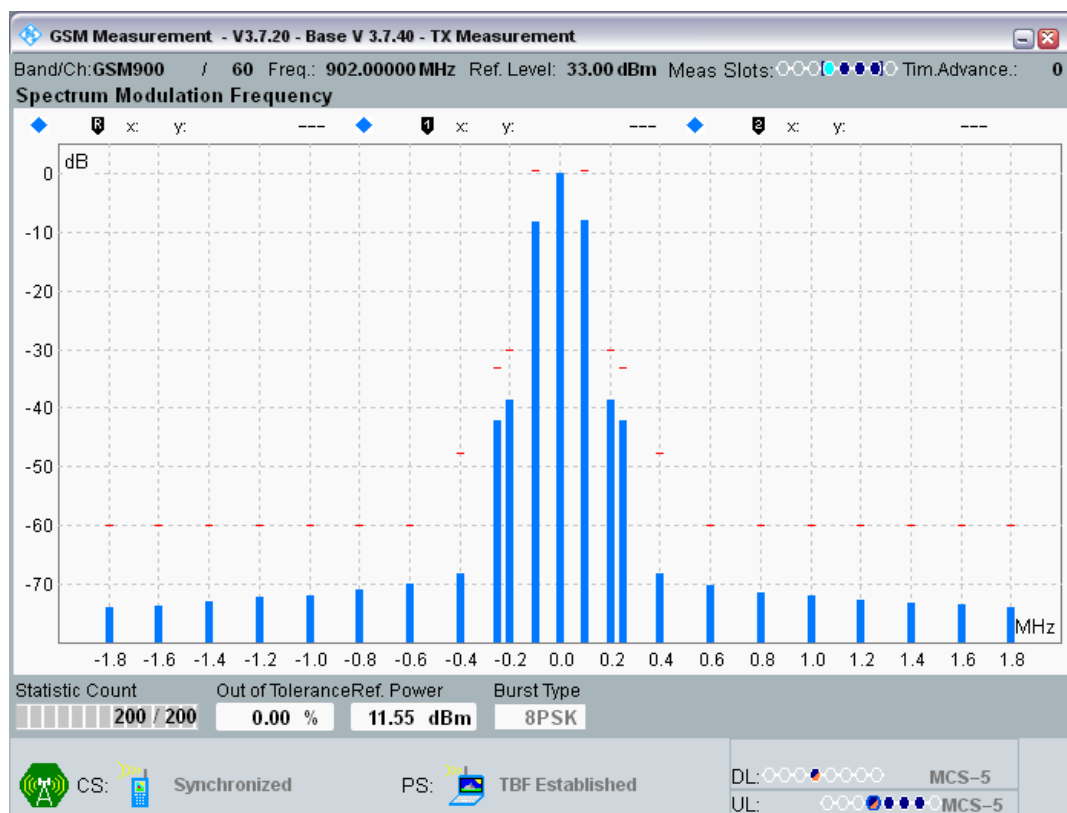 GSM Measurement - V3.7.20 - Base V 3.7.40 - TX Measurement
Band/Ch:GSM900 / 60 Freq.: 902.00000 MHz Ref. Level: 33.00 dBm Meas Slots: Tim.Advance.: 0
Spectrum Modulation Frequency
R x: y: --- 1 x: y: --- 2 x: y: ---
dB
0
-10
-20
-30
-40
-50
-60
-70
MHz
-1.8 -1.6 -1.4 -1.2 -1.0 -0.8 -0.6 -0.4 -0.2 0.0 0.2 0.4 0.6 0.8 1.0 1.2 1.4 1.6 1.8
Statistic Count Out of Tolerance Ref. Power Burst Type
200 / 200 0.00 % 11.55 dBm 8PSK
CS: Synchronized PS: TBF Established DL: MCS-5
UL: MCS-5